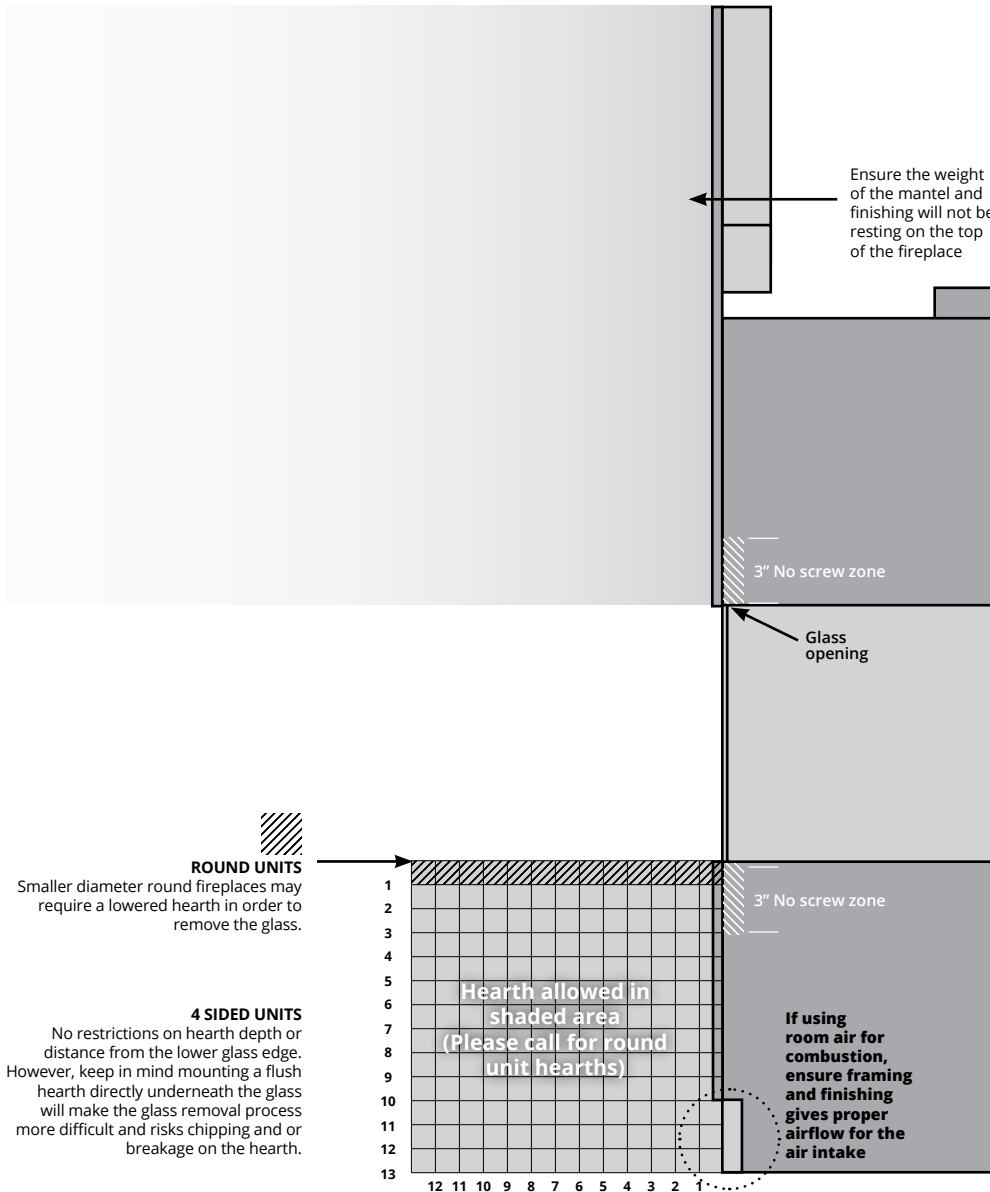 Ensure the weight
of the mantel and
finishing will not be
resting on the top
of the fireplace
3” No screw zone
Glass
opening
ROUND UNITS
Smaller diameter round fireplaces may
require a lowered hearth in order to
remove the glass.
3” No screw zone
4 SIDED UNITS
No restrictions on hearth depth or
distance from the lower glass edge.
However, keep in mind mounting a flush
hearth directly underneath the glass
will make the glass removal process
more difficult and risks chipping and or
breakage on the hearth.
1
2
3
4
5
6
7
8
9
10
11
12
13
Hearth allowed in
shaded area
(Please call for round
unit hearths)
If using
room air for
combustion,
ensure framing
and finishing
gives proper
airflow for the
air intake
12 11 10 9 8 7 6 5 4 3 2 1